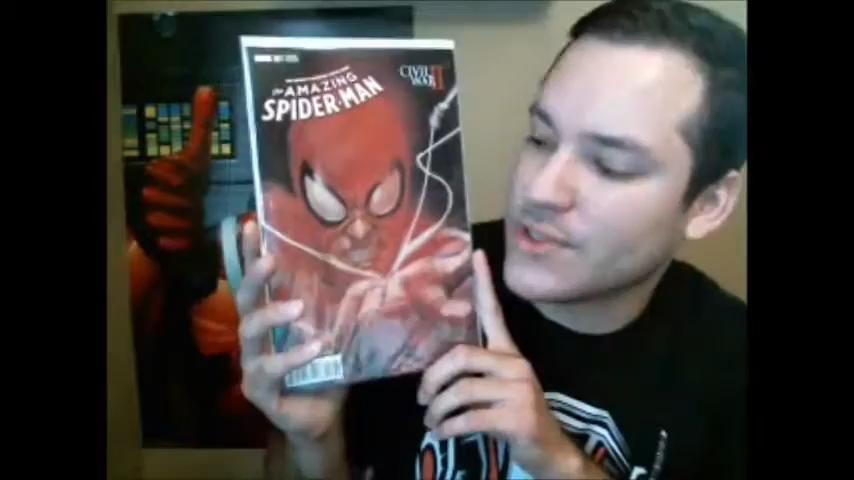 the AMAZING
SPIDER-MAN
CIVIL
WAR II